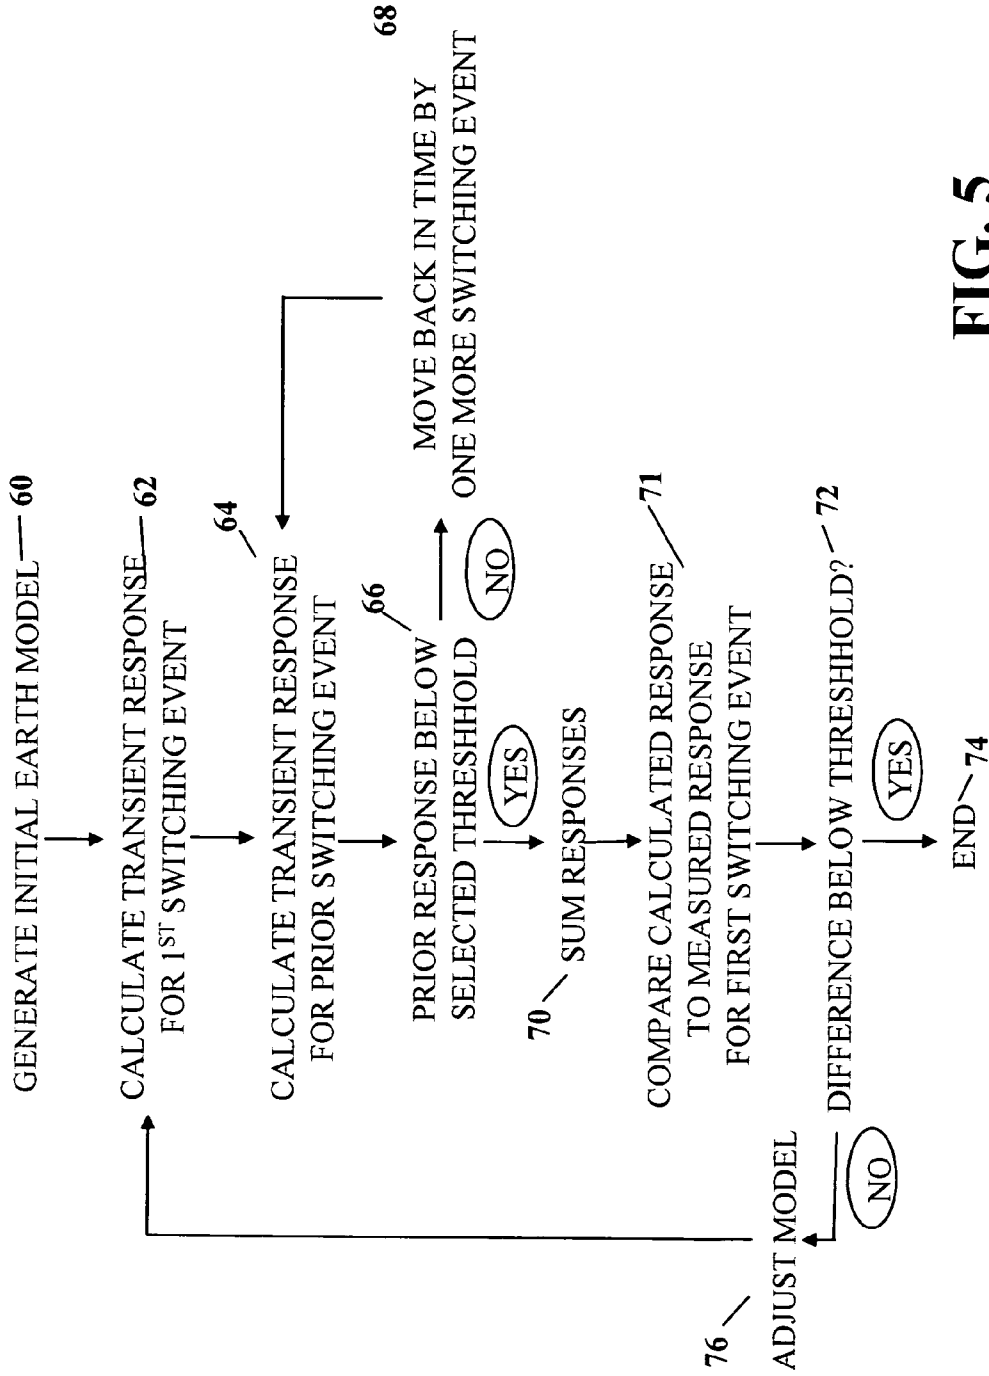 GENERATE INITIAL EARTH MODEL 60
CALCULATE TRANSIENT RESPONSE 62
FOR 1ST SWITCHING EVENT
64
CALCULATE TRANSIENT RESPONSE
FOR PRIOR SWITCHING EVENT
66
PRIOR RESPONSE BELOW
SELECTED THRESHHOLD
NO
68
MOVE BACK IN TIME BY
ONE MORE SWITCHING EVENT
YES
70
SUM RESPONSES
71
COMPARE CALCULATED RESPONSE
TO MEASURED RESPONSE
FOR FIRST SWITCHING EVENT
76
ADJUST MODEL
DIFFERENCE BELOW THRESHHOLD? 72
NO
YES
END 74
FIG. 5